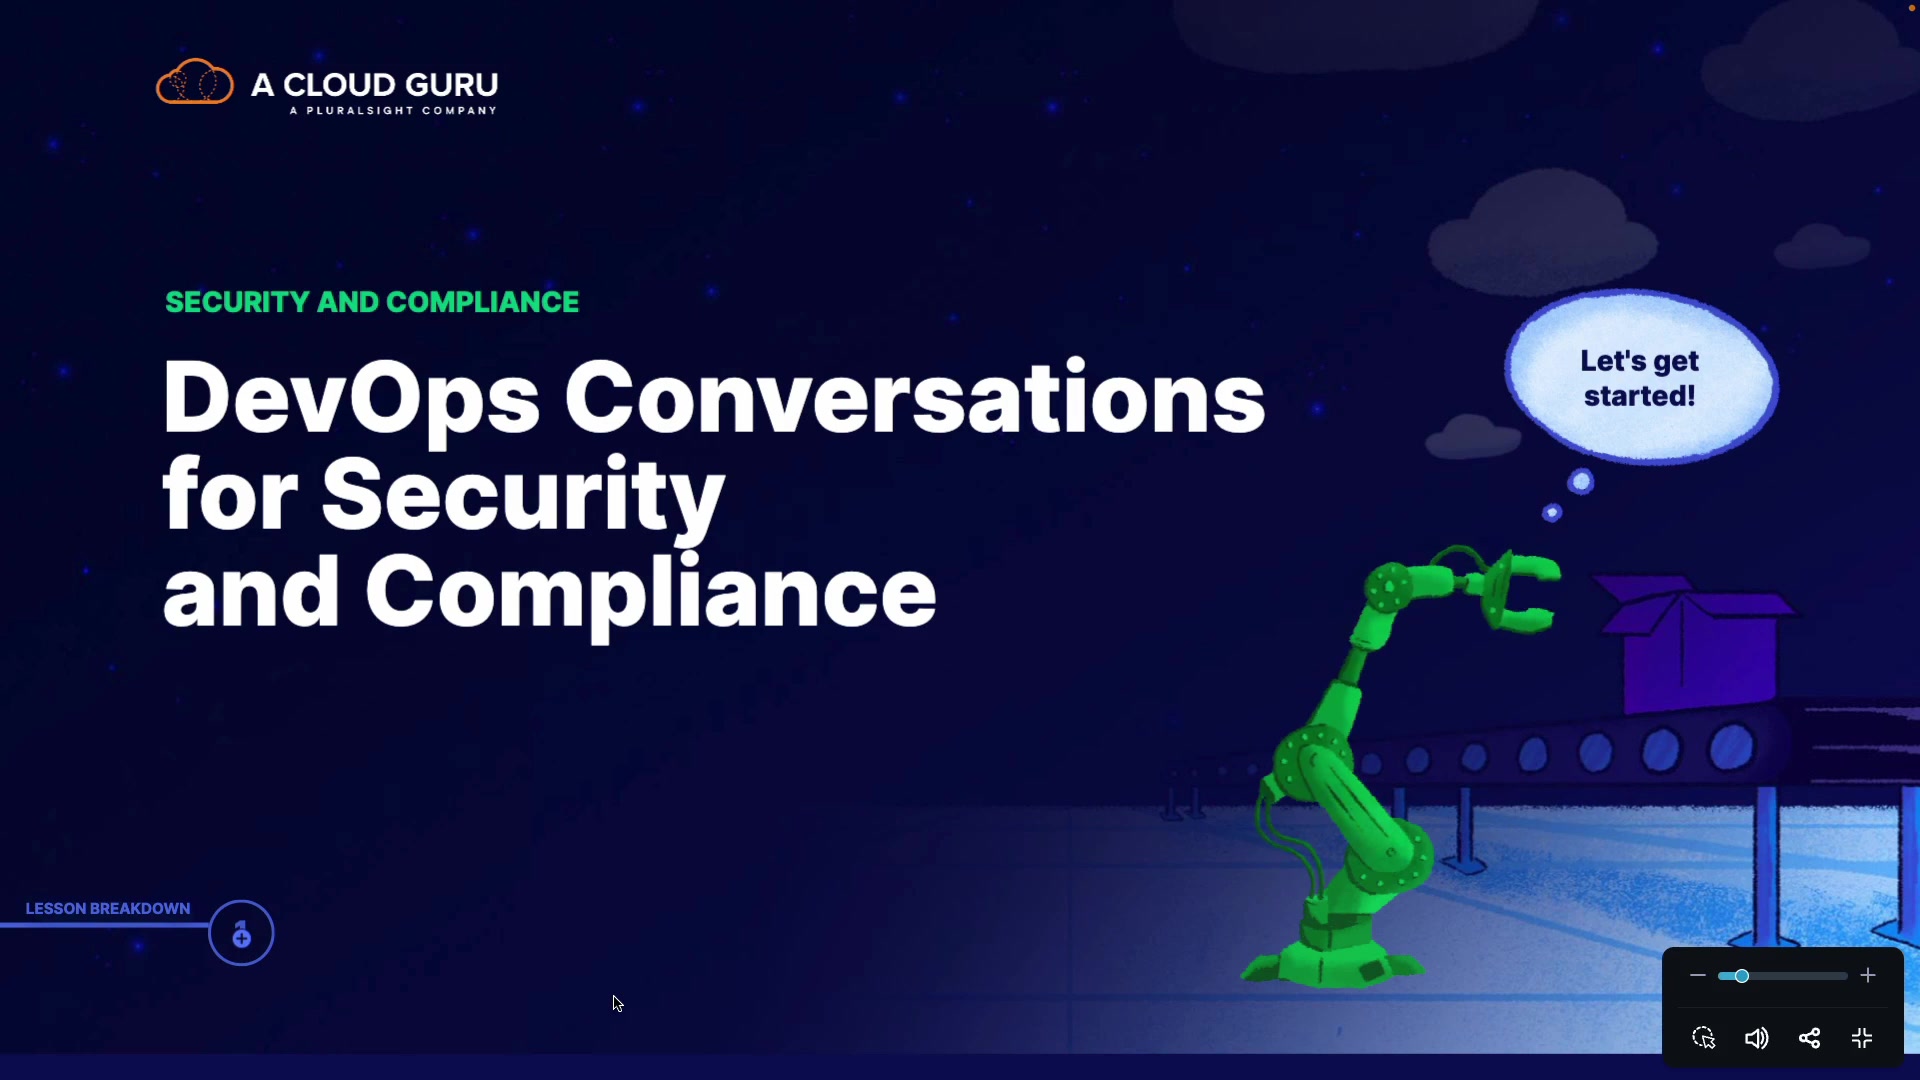 A CLOUD GURU
A PLURALSIGHT COMPANY
SECURITY AND COMPLIANCE
DevOps Conversations
for Security
and Compliance
Let's get
started!
LESSON BREAKDOWN